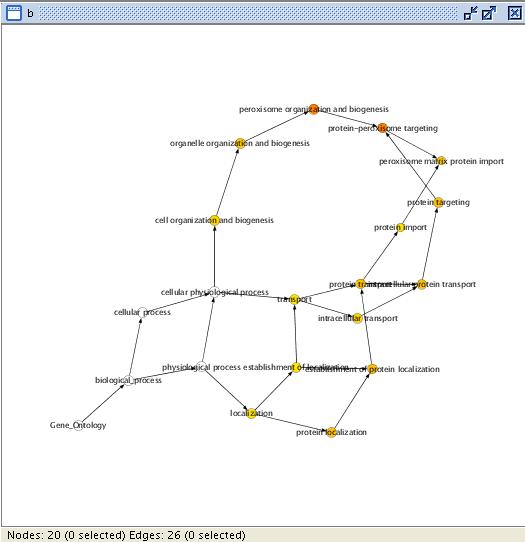 b
peroxisome organization and biogenesis
protein-peroxisome targeting
organelle organization and biogenesis
peroxisome matrix protein import
protein targeting
cell organization and biogenesis
protein import
protein transport
intracellular protein transport
cellular physiological process
transport
cellular process
intracellular transport
physiological process
establishment of localization
establishment of protein localization
biological_process
localization
Gene_Ontology
protein localization
Nodes: 20 (0 selected) Edges: 26 (0 selected)